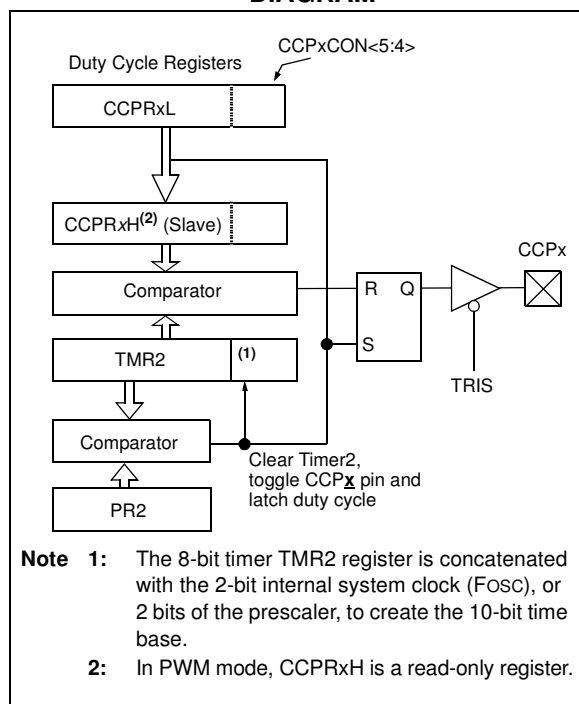 DIAGRAM
CCPxCON<5:4>
Duty Cycle Registers
CCPRxL
CCPRxH(2) (Slave)
CCPx
Comparator
R Q
S
TMR2
(1)
TRIS
Comparator
Clear Timer2,
toggle CCPx pin and
latch duty cycle
PR2
Note 1: The 8-bit timer TMR2 register is concatenated
with the 2-bit internal system clock (FOSC), or
2 bits of the prescaler, to create the 10-bit time
base.
2: In PWM mode, CCPRxH is a read-only register.